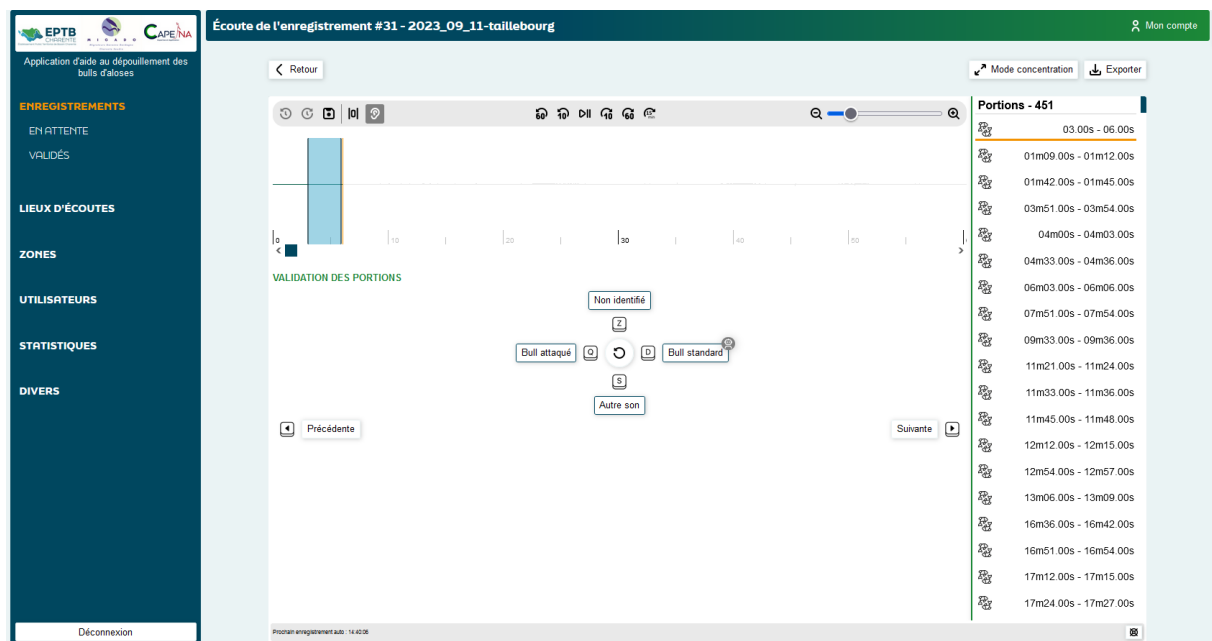 EPTB
CHARENTE
MIGADO
CAPENA
Écoute de l'enregistrement #31 - 2023_09_11-taillebourg
Mon compte
Application d'aide au dépouillement des
bulls d'aloses
ENREGISTREMENTS
EN ATTENTE
VALIDÉS
LIEUX D'ÉCOUTES
ZONES
UTILISATEURS
STATISTIQUES
DIVERS
Déconnexion
Retour
Mode concentration
Exporter
60 10 10 60
0 10 20 30 40 50
VALIDATION DES PORTIONS
Non identifié
Z
Bull attaqué Q D Bull standard
S
Autre son
Précédente
Suivante
Prochain enregistrement auto : 14:40:06
Portions - 451
03.00s - 06.00s
01m09.00s - 01m12.00s
01m42.00s - 01m45.00s
03m51.00s - 03m54.00s
04m00s - 04m03.00s
04m33.00s - 04m36.00s
06m03.00s - 06m06.00s
07m51.00s - 07m54.00s
09m33.00s - 09m36.00s
11m21.00s - 11m24.00s
11m33.00s - 11m36.00s
11m45.00s - 11m48.00s
12m12.00s - 12m15.00s
12m54.00s - 12m57.00s
13m06.00s - 13m09.00s
16m36.00s - 16m42.00s
16m51.00s - 16m54.00s
17m12.00s - 17m15.00s
17m24.00s - 17m27.00s